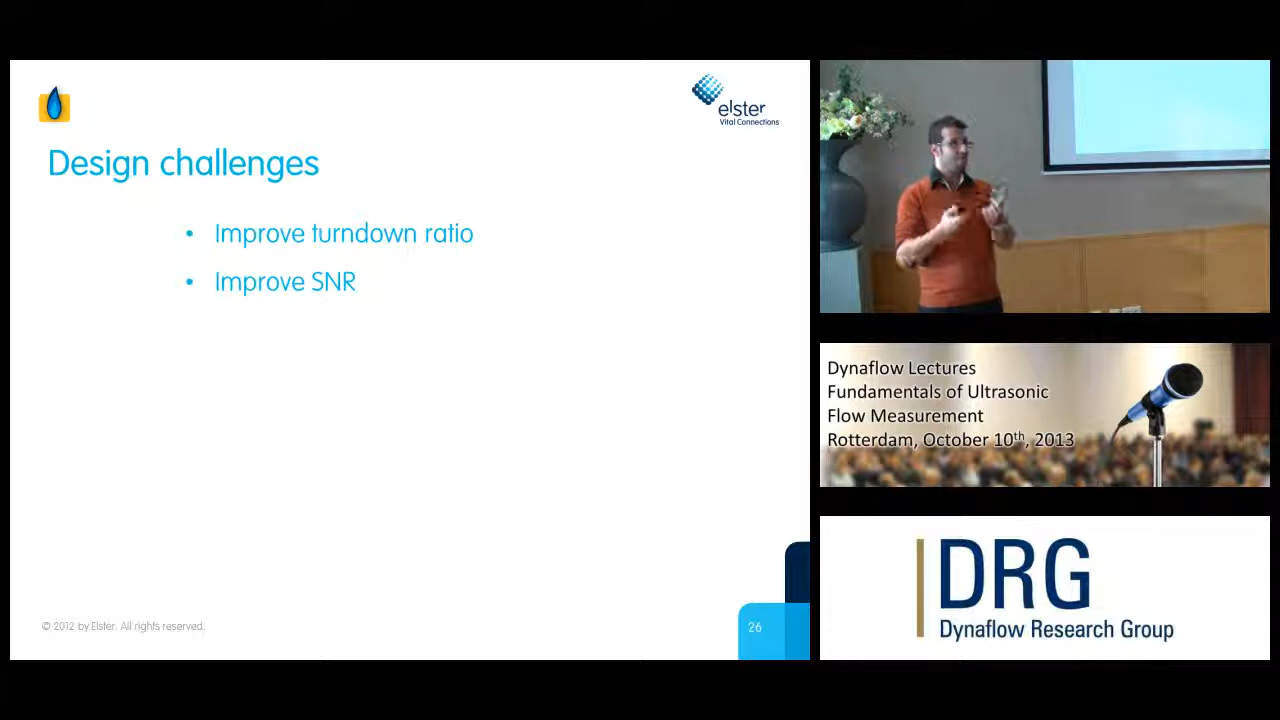 elster
Vital Connections
Design challenges
• Improve turndown ratio
• Improve SNR
© 2012 by Elster. All rights reserved.
26
Dynaflow Lectures
Fundamentals of Ultrasonic
Flow Measurement
Rotterdam, October 10th, 2013
DRG
Dynaflow Research Group